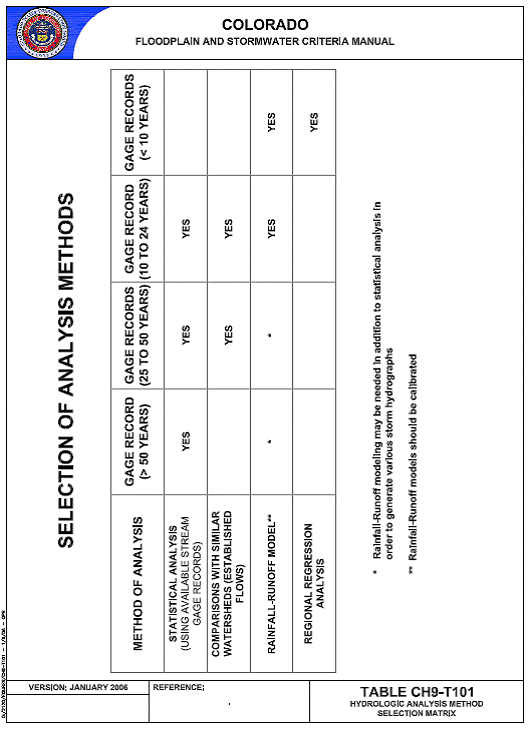 COLORADO
FLOODPLAIN AND STORMWATER CRITERIA MANUAL
SELECTION OF ANALYSIS METHODS
METHOD OF ANALYSIS
GAGE RECORD
(> 50 YEARS)
GAGE RECORDS
(25 TO 50 YEARS)
GAGE RECORD
(10 TO 24 YEARS)
GAGE RECORDS
(< 10 YEARS)
STATISTICAL ANALYSIS
(USING AVAILABLE STREAM
GAGE RECORDS)
YES
YES
YES
COMPARISONS WITH SIMILAR
WATERSHEDS (ESTABLISHED
FLOWS)
YES
YES
RAINFALL-RUNOFF MODEL**
*
*
YES
YES
REGIONAL REGRESSION
ANALYSIS
YES
* Rainfall-Runoff modeling may be needed in addition to statistical analysis in
order to generate various storm hydrographs
** Rainfall-Runoff models should be calibrated
VERSION: JANUARY 2006
REFERENCE:
TABLE CH9-T101
HYDROLOGIC ANALYSIS METHOD
SELECTION MATRIX